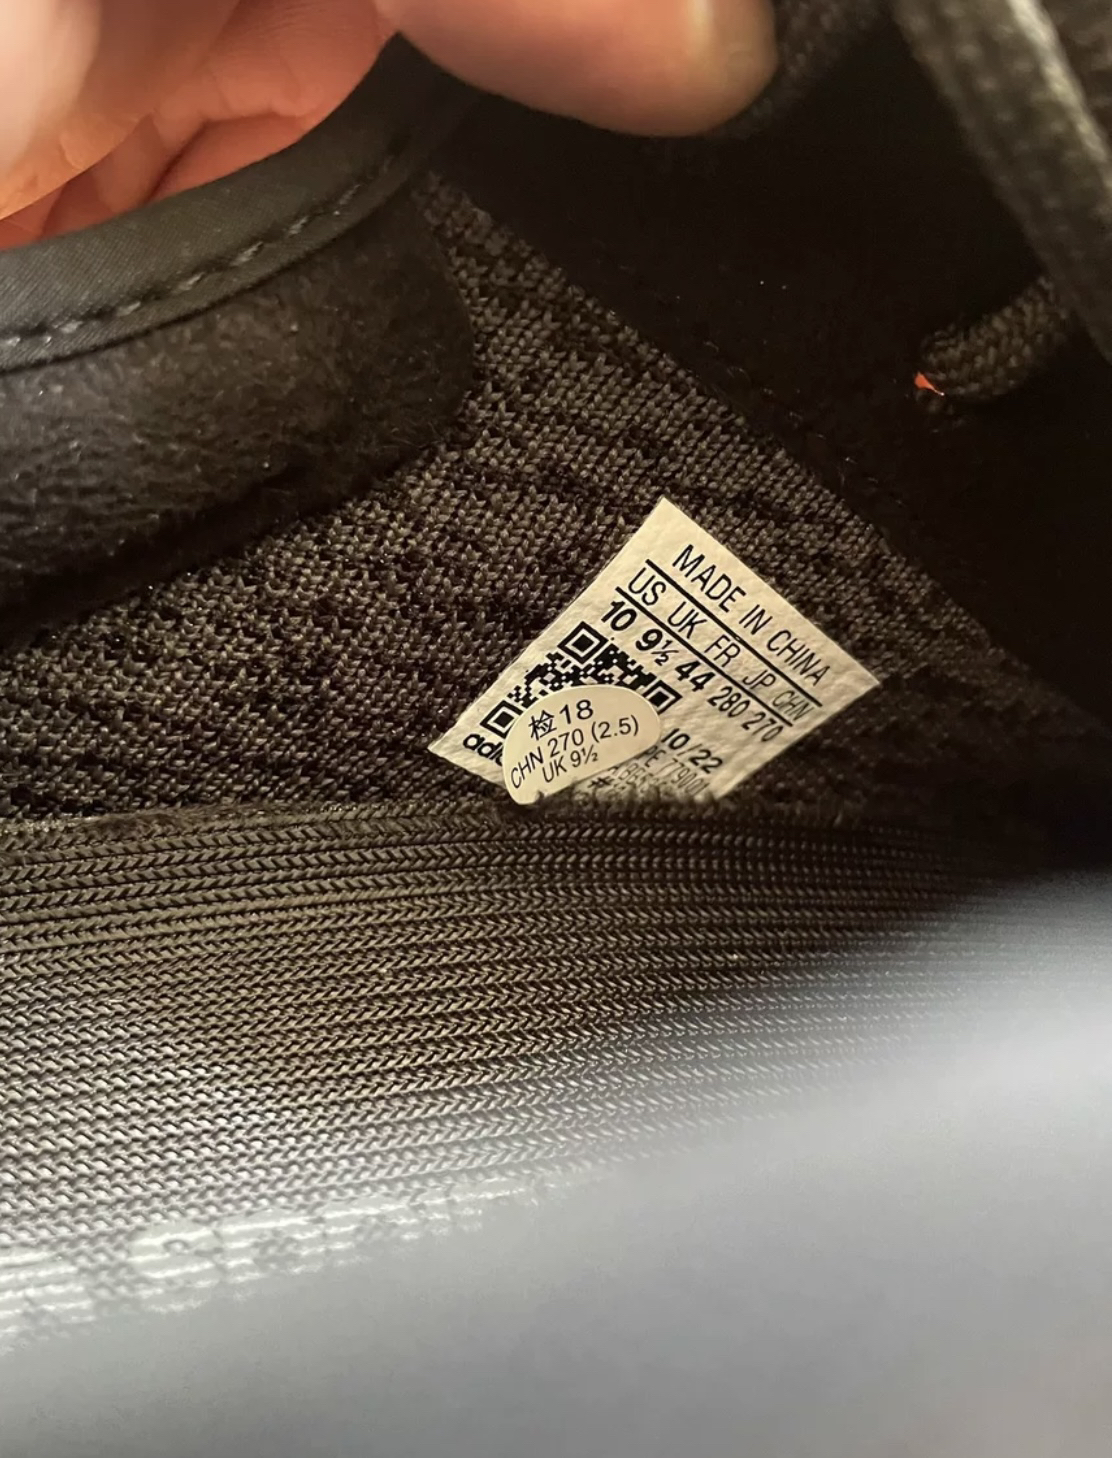 MADE IN CHINA
US UK FR JP CHN
10 9½ 44 280 270
10/22
检18
CHN 270 (2.5)
UK 9½